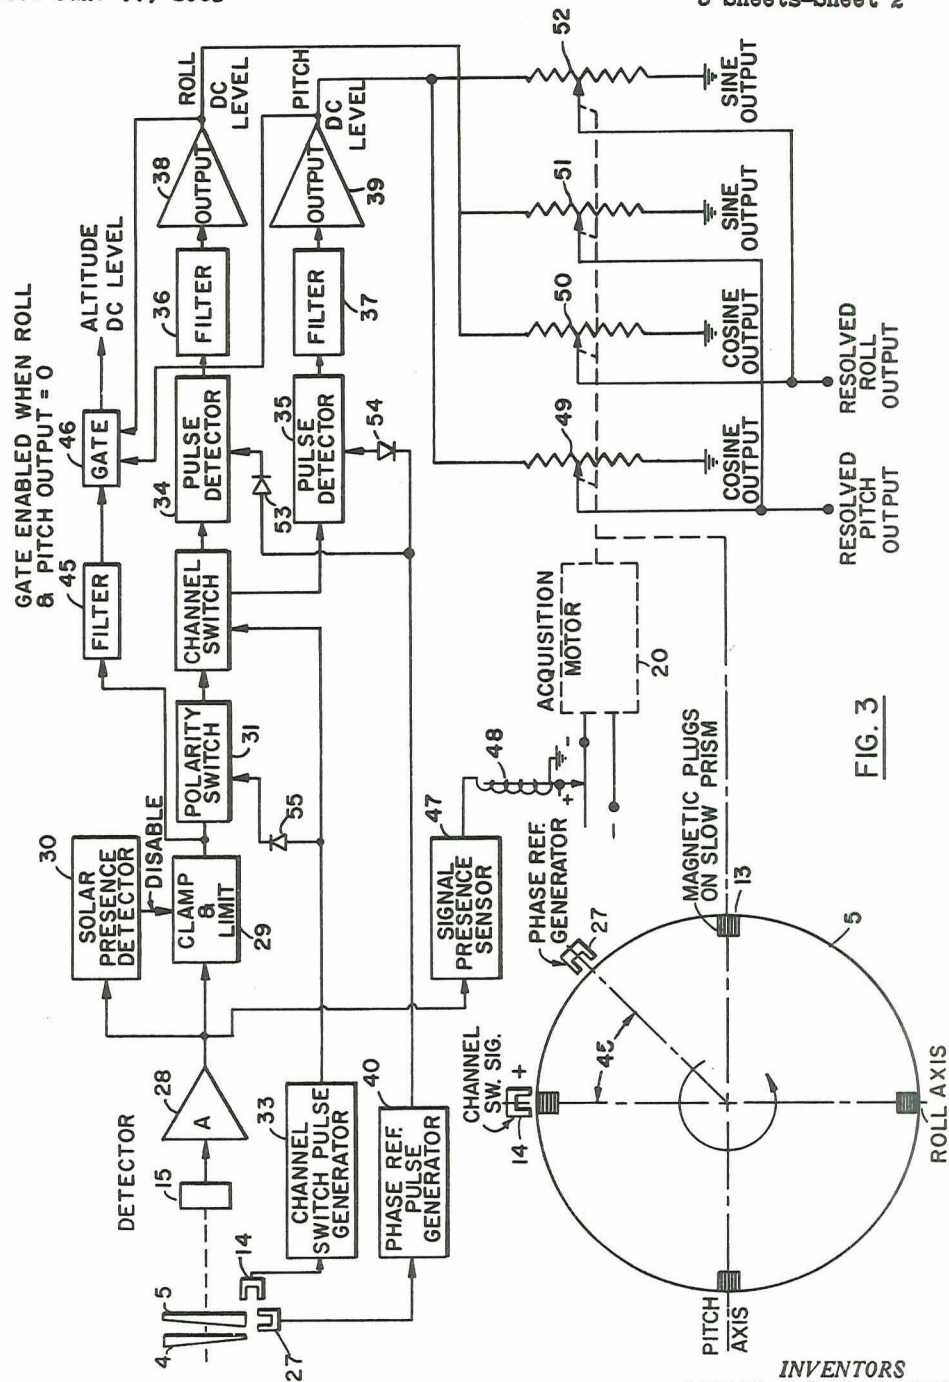 GATE ENABLED WHEN ROLL
& PITCH OUTPUT = 0
ALTITUDE
DC LEVEL
45
FILTER
46
GATE
30
SOLAR
PRESENCE
DETECTOR
DISABLE
CLAMP
&
LIMIT
29
POLARITY
SWITCH
31
CHANNEL
SWITCH
34
PULSE
DETECTOR
36
FILTER
38
OUTPUT
ROLL
DC
LEVEL
35
PULSE
DETECTOR
37
FILTER
39
OUTPUT
PITCH
DC
LEVEL
53
54
55
DETECTOR
28
A
15
4
5
14
27
33
CHANNEL
SWITCH PULSE
GENERATOR
40
PHASE REF.
PULSE
GENERATOR
47
SIGNAL
PRESENCE
SENSOR
48
+
-
-
ACQUISITION
MOTOR
20
49
COSINE
OUTPUT
50
COSINE
OUTPUT
51
SINE
OUTPUT
52
SINE
OUTPUT
RESOLVED
PITCH
OUTPUT
RESOLVED
ROLL
OUTPUT
CHANNEL
SW. SIG.
14
+
PHASE REF.
GENERATOR
27
45
MAGNETIC PLUGS
ON SLOW PRISM
13
5
PITCH
AXIS
ROLL AXIS
FIG. 3
INVENTORS